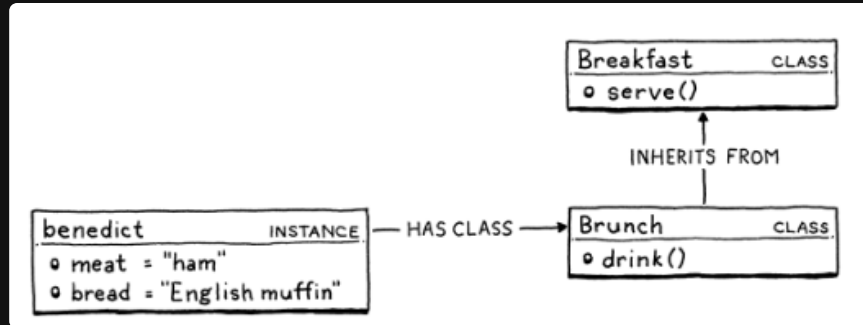 Breakfast CLASS
serve()
INHERITS FROM
benedict INSTANCE
meat = "ham"
bread = "English muffin"
HAS CLASS
Brunch CLASS
drink()